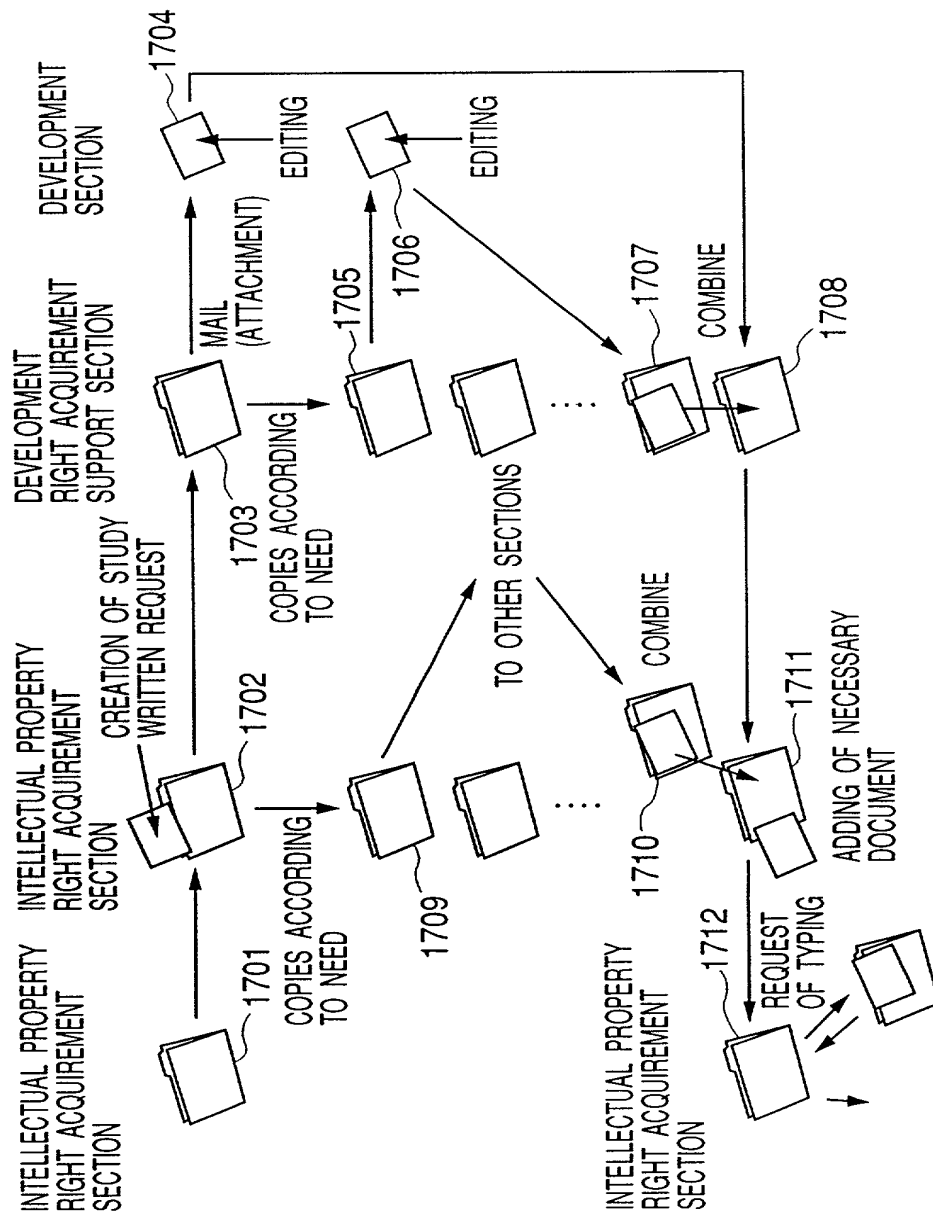 INTELLECTUAL PROPERTY
RIGHT ACQUIREMENT
SECTION
INTELLECTUAL PROPERTY
RIGHT ACQUIREMENT
SECTION
DEVELOPMENT
RIGHT ACQUIREMENT
SUPPORT SECTION
DEVELOPMENT
SECTION
CREATION OF STUDY
WRITTEN REQUEST
1701
1702
1703
MAIL
(ATTACHMENT)
1704
EDITING
COPIES ACCORDING
TO NEED
COPIES ACCORDING
TO NEED
1705
1706
EDITING
1709
TO OTHER SECTIONS
1707
COMBINE
1708
COMBINE
1710
1711
ADDING OF NECESSARY
DOCUMENT
INTELLECTUAL PROPERTY
RIGHT ACQUIREMENT
SECTION
1712
REQUEST
OF TYPING